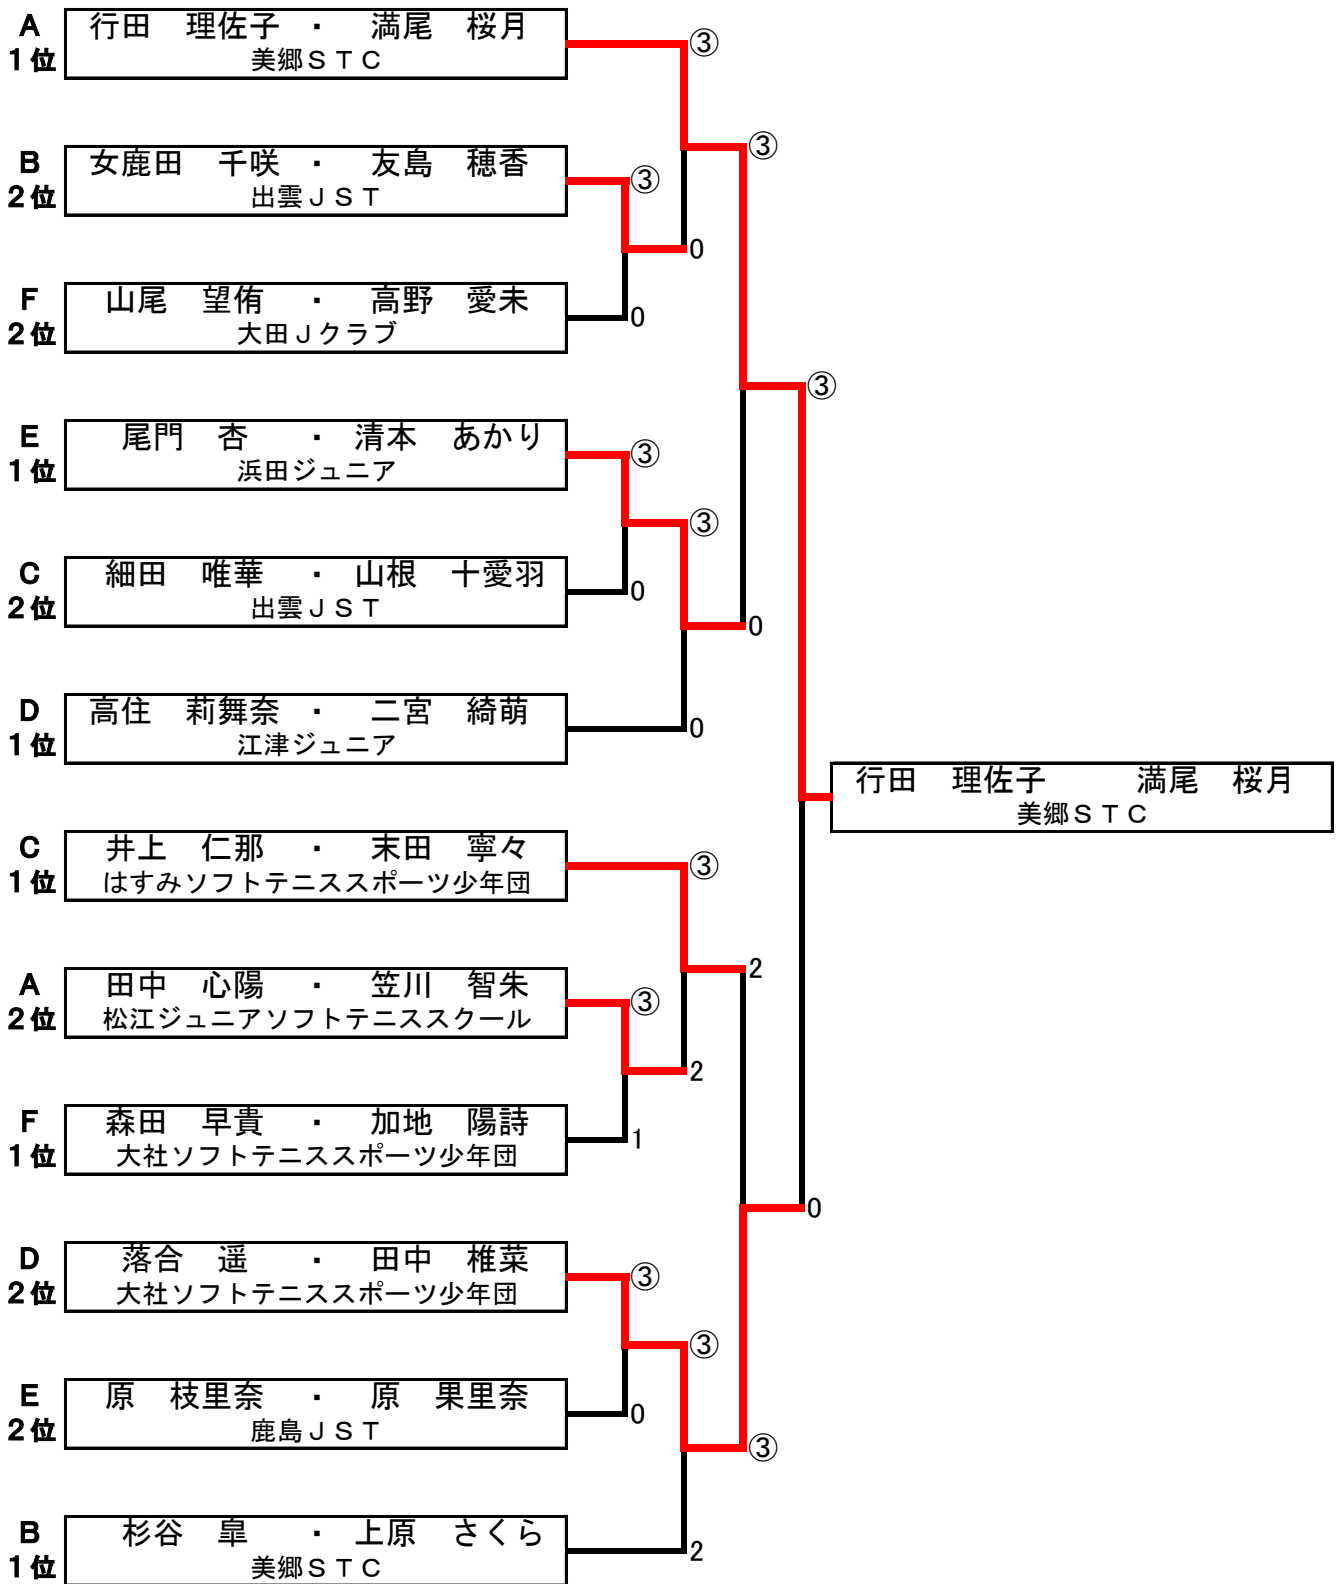 A
1位
行田　理佐子　・　満尾　桜月
美郷ＳＴＣ
③
③
B
2位
女鹿田　千咲　・　友島　穂香
出雲ＪＳＴ
③
0
F
2位
山尾　望侑　・　高野　愛未
大田Ｊクラブ
0
③
E
1位
尾門　杏　・　清本　あかり
浜田ジュニア
③
③
C
2位
細田　唯華　・　山根　十愛羽
出雲ＪＳＴ
0
0
D
1位
高住　莉舞奈　・　二宮　綺萌
江津ジュニア
0
行田　理佐子　　満尾　桜月
美郷ＳＴＣ
C
1位
井上　仁那　・　末田　寧々
はすみソフトテニススポーツ少年団
③
2
A
2位
田中　心陽　・　笠川　智朱
松江ジュニアソフトテニススクール
③
2
F
1位
森田　早貴　・　加地　陽詩
大社ソフトテニススポーツ少年団
1
0
D
2位
落合　遥　・　田中　椎菜
大社ソフトテニススポーツ少年団
③
③
E
2位
原　枝里奈　・　原　果里奈
鹿島ＪＳＴ
0
③
B
1位
杉谷　皐　・　上原　さくら
美郷ＳＴＣ
2